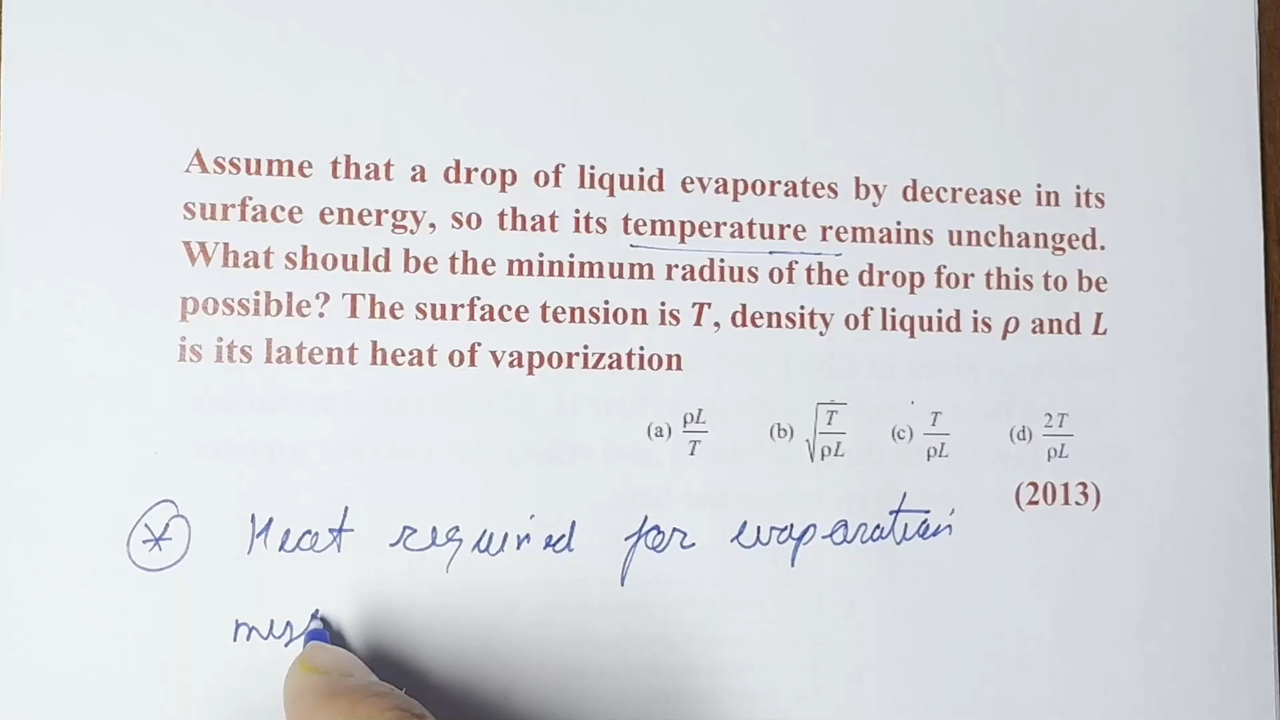 Assume that a drop of liquid evaporates by decrease in its
surface energy, so that its temperature remains unchanged.
What should be the minimum radius of the drop for this to be
possible? The surface tension is T, density of liquid is ρ and L
is its latent heat of vaporization
(a) ρL/T (b) √(T/ρL) (c) T/ρL (d) 2T/ρL
(2013)
Heat required for evaporation